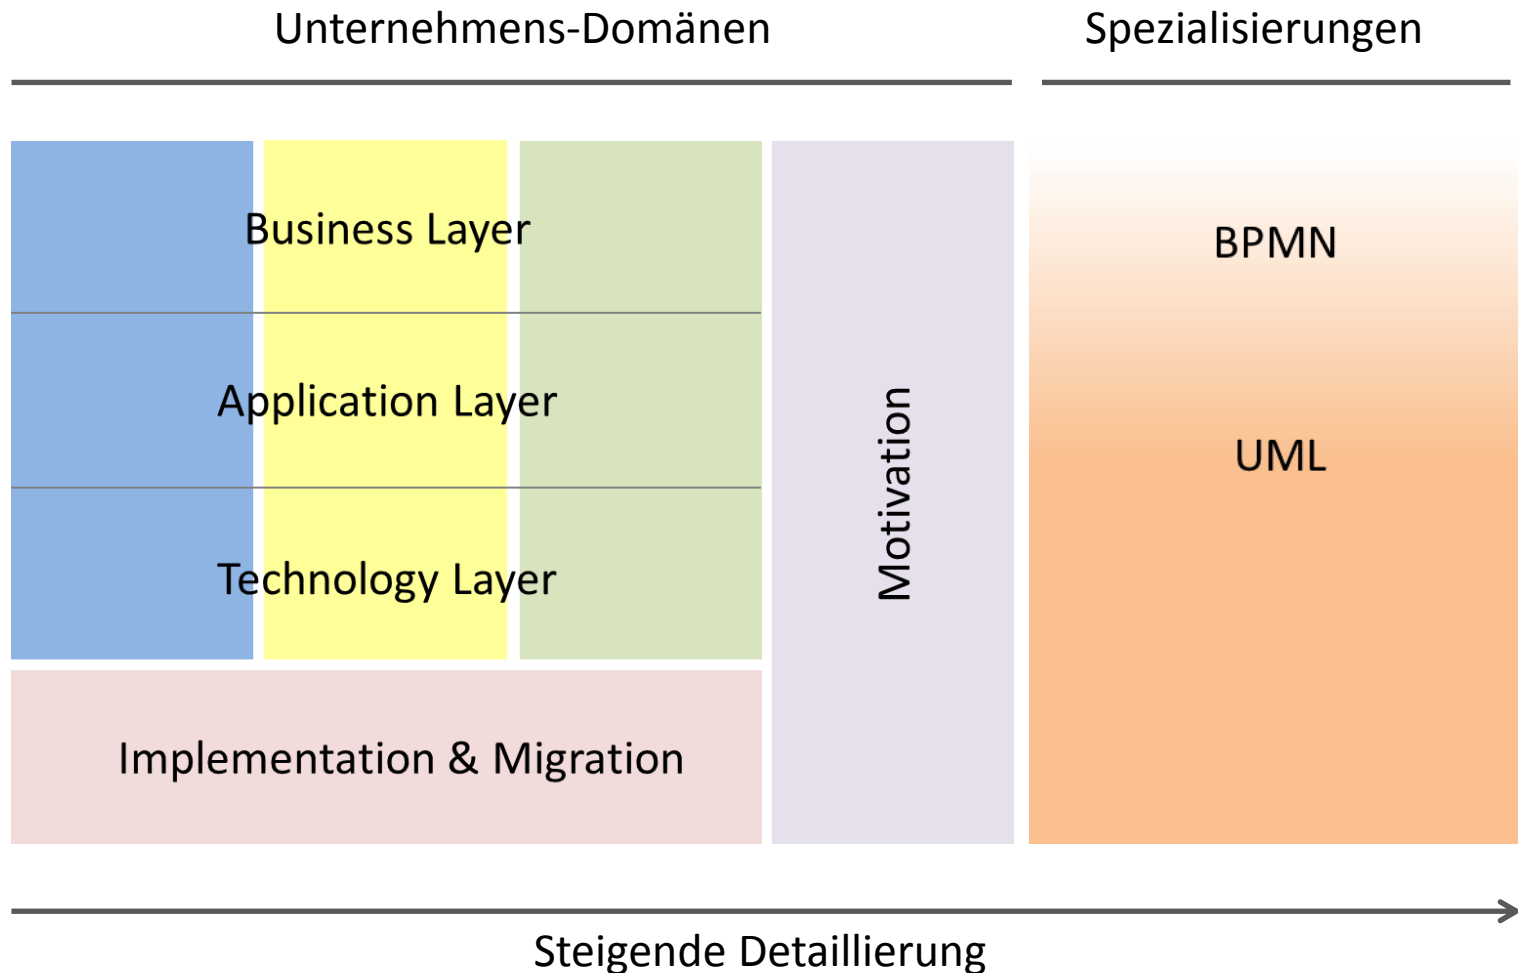 Unternehmens-Domänen
Spezialisierungen
Business Layer
Application Layer
Technology Layer
Implementation & Migration
Motivation
BPMN
UML
Steigende Detaillierung